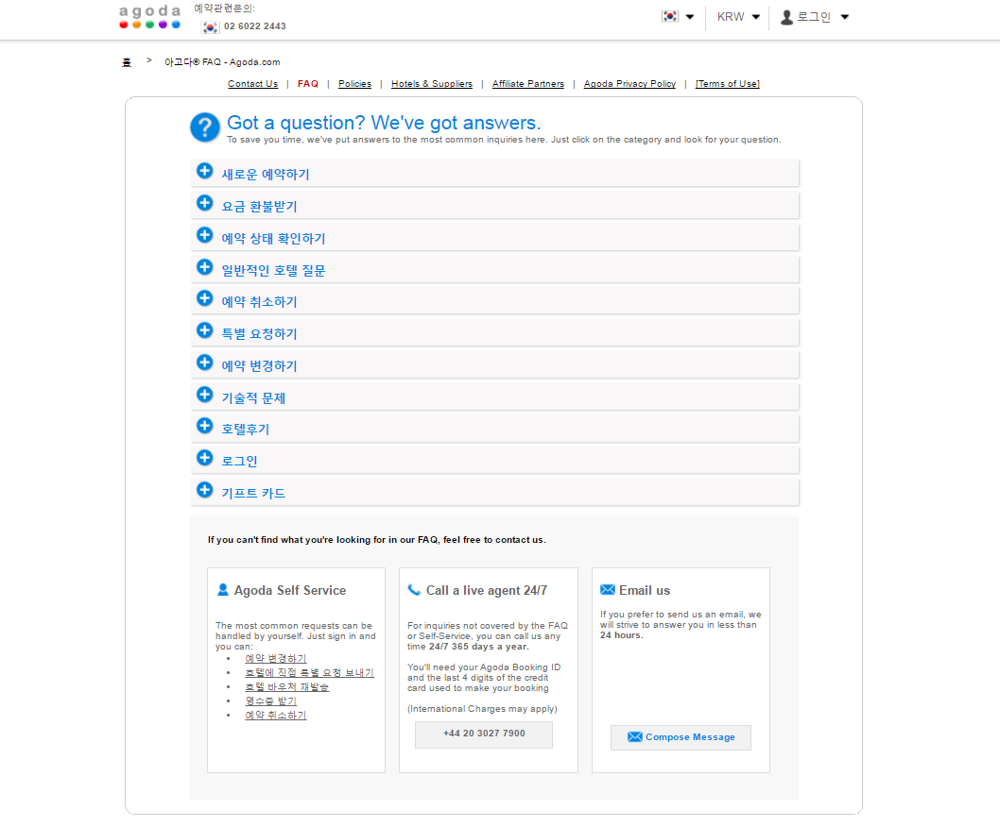 agoda
예약관련문의:
02 6022 2443
KRW
로그인
홈 > 아고다® FAQ - Agoda.com
Contact Us | FAQ | Policies | Hotels & Suppliers | Affiliate Partners | Agoda Privacy Policy | [Terms of Use]
Got a question? We've got answers.
To save you time, we've put answers to the most common inquiries here. Just click on the category and look for your question.
새로운 예약하기
요금 환불받기
예약 상태 확인하기
일반적인 호텔 질문
예약 취소하기
특별 요청하기
예약 변경하기
기술적 문제
호텔후기
로그인
기프트 카드
If you can't find what you're looking for in our FAQ, feel free to contact us.
Agoda Self Service
The most common requests can be
handled by yourself. Just sign in and
you can:
• 예약 변경하기
• 호텔에 직접 특별 요청 보내기
• 호텔 바우처 재발송
• 영수증 받기
• 예약 취소하기
Call a live agent 24/7
For inquiries not covered by the FAQ
or Self-Service, you can call us any
time 24/7 365 days a year.
You'll need your Agoda Booking ID
and the last 4 digits of the credit
card used to make your booking
(International Charges may apply)
+44 20 3027 7900
Email us
If you prefer to send us an email, we
will strive to answer you in less than
24 hours.
Compose Message